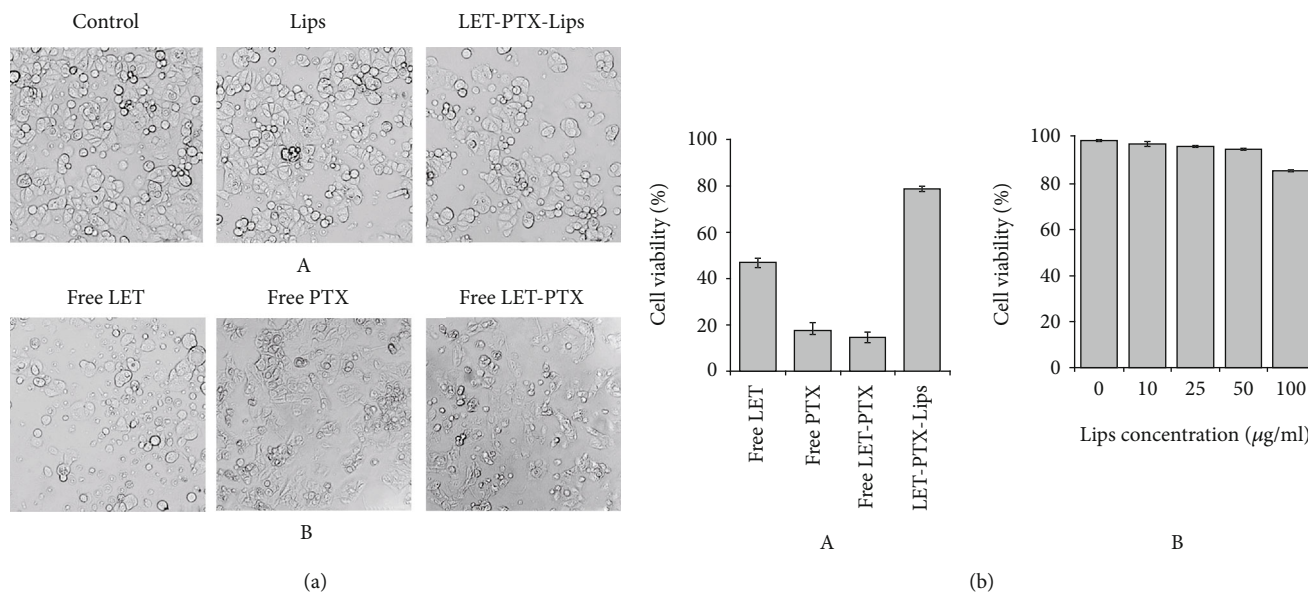 Control Lips LET-PTX-Lips
A
Free LET Free PTX Free LET-PTX
B
(a)
Cell viability (%)
100
80
60
40
20
0
Free LET
Free PTX
Free LET-PTX
LET-PTX-Lips
A
Cell viability (%)
100
80
60
40
20
0
0 10 25 50 100
Lips concentration (μg/ml)
B
(b)